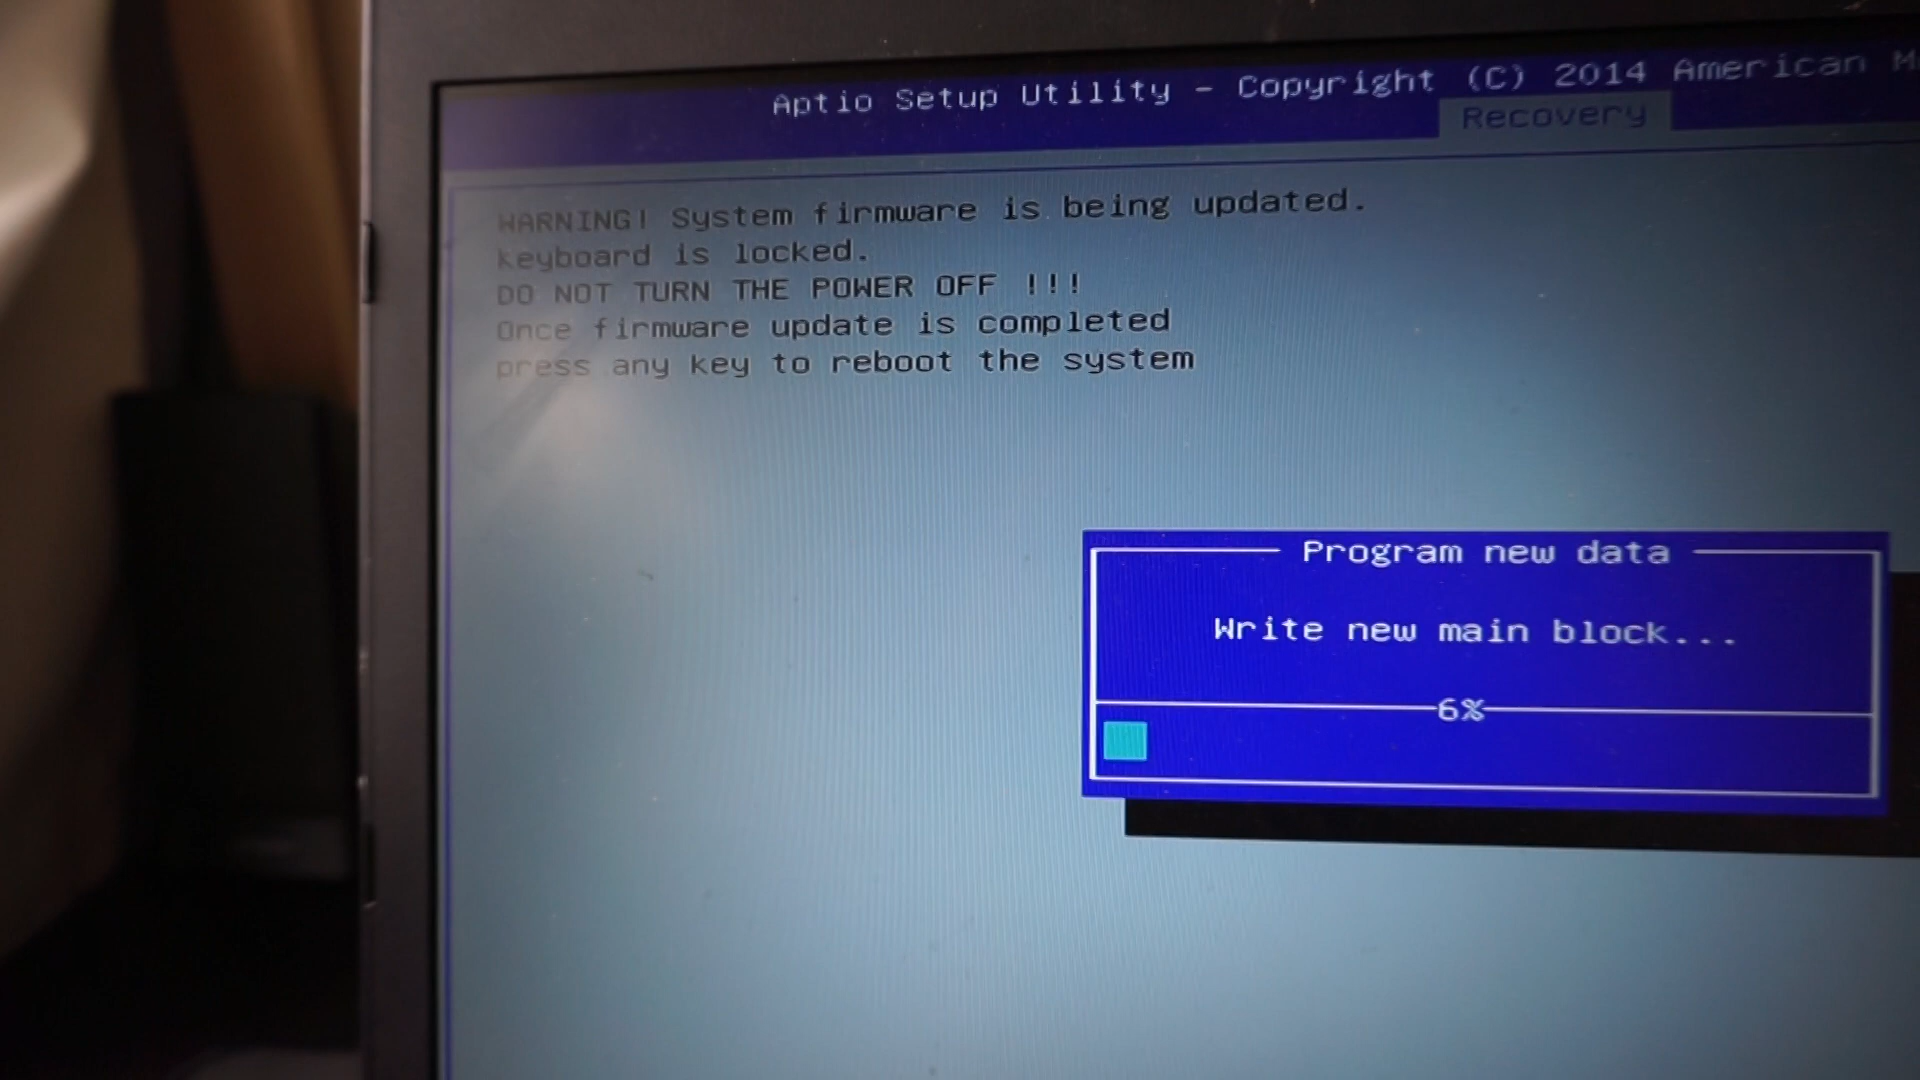 Aptio Setup Utility - Copyright (C) 2014 American
Recovery
WARNING! System firmware is being updated.
keyboard is locked.
DO NOT TURN THE POWER OFF !!!
Once firmware update is completed
press any key to reboot the system
Program new data
Write new main block...
6%